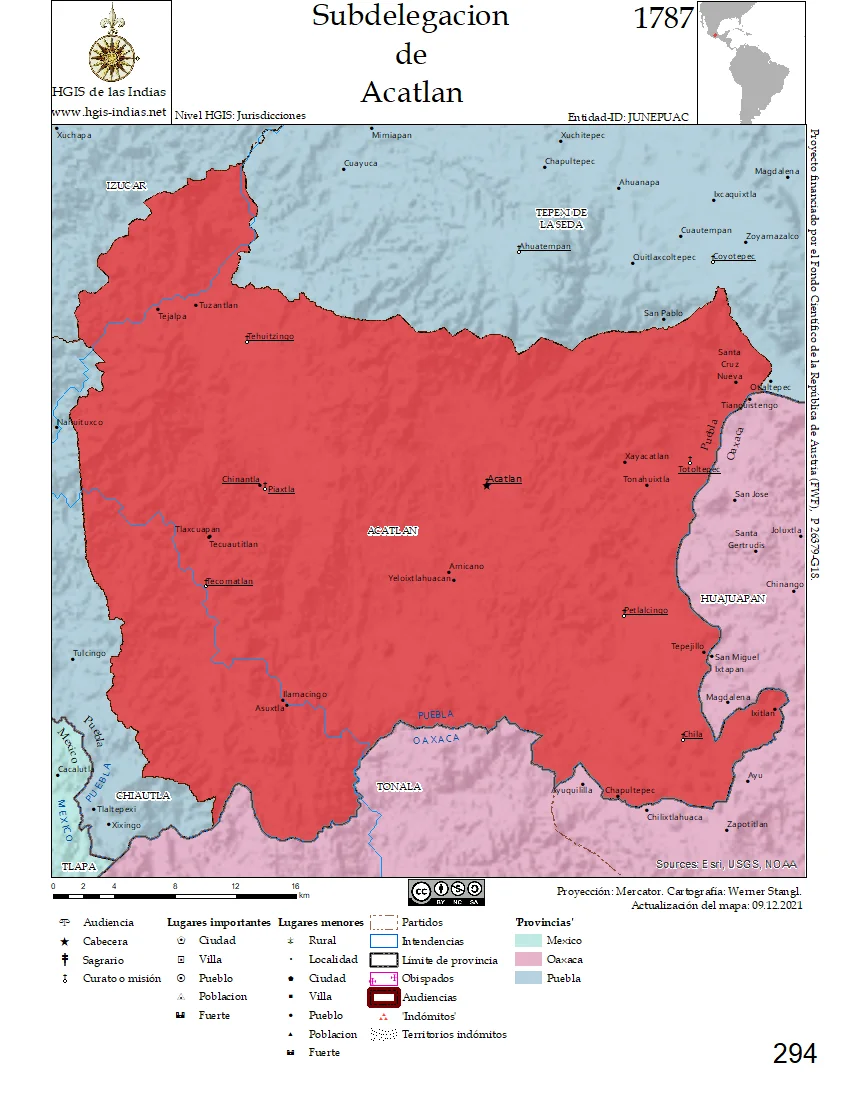 Subdelegacion
de
Acatlan
1787
HGIS de las Indias
www.hgis-indias.net
Nivel HGIS: Jurisdicciones
Entidad-ID: JUNEPUAC
Proyecto financiado por el Fondo Científico de la República de Austria (FWF), P 26379-G18.
Xuchapa
Mimiapan
Xuchitepec
Cuayuca
Chapultepec
Magdalena
IZUCAR
Ahuanapa
Ixcaquixtla
TEPEXI DE
LA SEDA
Cuautempan
Zoyamazalco
Ahuatempan
Quitlaxcoltepec
Coyotepec
Tuzantlan
Tejalpa
San Pablo
Tehuitzingo
Santa
Cruz
Nueva
Otaltepec
Tianguistengo
Nahuituxco
Puebla
Oaxaca
Xayacatlan
Totoltepec
Chinantla
Piaxtla
Acatlan
Tonahuixtla
San Jose
Tlaxcuapan
Tecuautitlan
ACATLAN
Santa
Gertrudis
Joluxtla
Amicano
Yeloixtlahuacan
Tecomatlan
Chinango
HUAJUAPAN
Petlalcingo
Tepejillo
San Miguel
Ixtapan
Tulcingo
Ilamacingo
Asuxtla
Magdalena
Ixitlan
PUEBLA
OAXACA
Puebla
Mexico
Chila
Cacalutla
PUEBLA
MEXICO
CHIAUTLA
TONALA
Ayuquililla
Chapultepec
Ayu
Tlaltepexi
Xixingo
Chilixtlahuaca
Zapotitlan
TLAPA
Sources: Esri, USGS, NOAA
0 2 4 8 12 16
km
CC BY NC SA
Proyección: Mercator. Cartografía: Werner Stangl.
Actualización del mapa: 09.12.2021
Audiencia
Cabecera
Sagrario
Curato o misión
Lugares importantes
Ciudad
Villa
Pueblo
Poblacion
Fuerte
Lugares menores
Rural
Localidad
Ciudad
Villa
Pueblo
Poblacion
Fuerte
Partidos
Intendencias
Límite de provincia
Obispados
Audiencias
'Indómitos'
Territorios indómitos
'Provincias'
Mexico
Oaxaca
Puebla
294